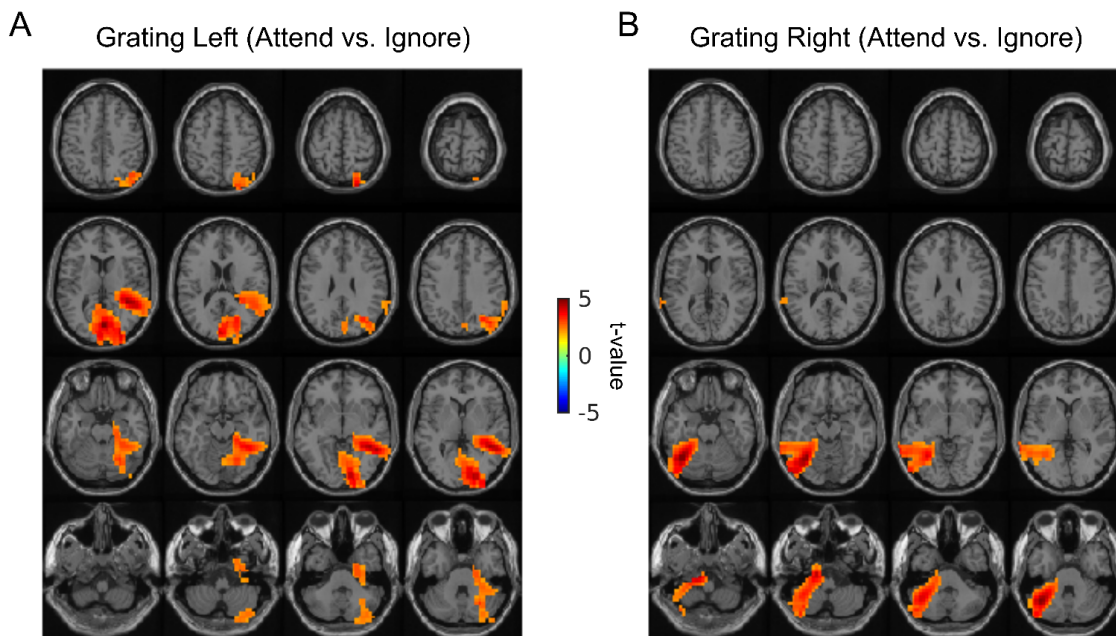 A
Grating Left (Attend vs. Ignore)
B
Grating Right (Attend vs. Ignore)
5
0
-5
t-value